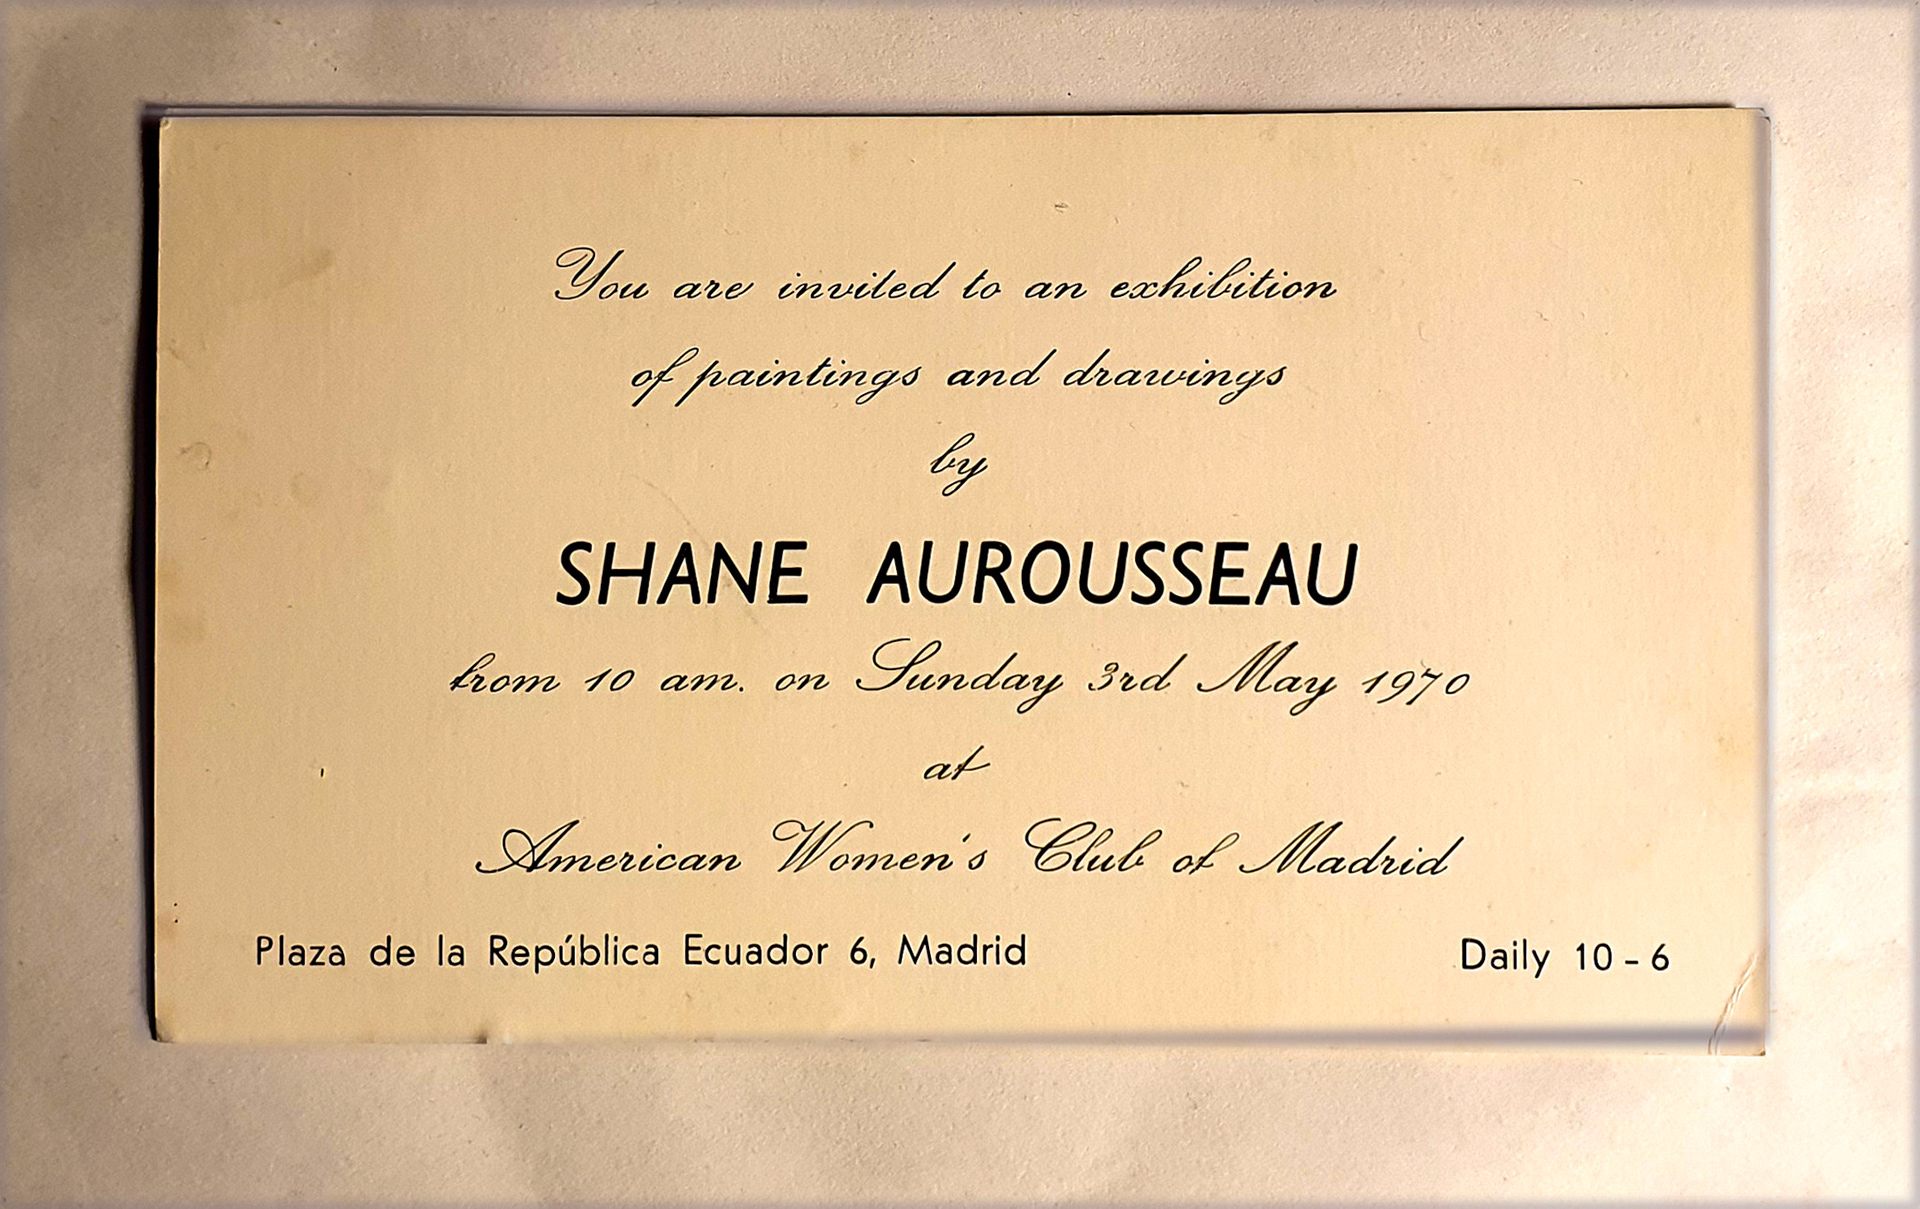 You are invited to an exhibition
of paintings and drawings
by
SHANE AUROUSSEAU
from 10 am. on Sunday 3rd May 1970
at
American Women's Club of Madrid
Plaza de la República Ecuador 6, Madrid
Daily 10 - 6